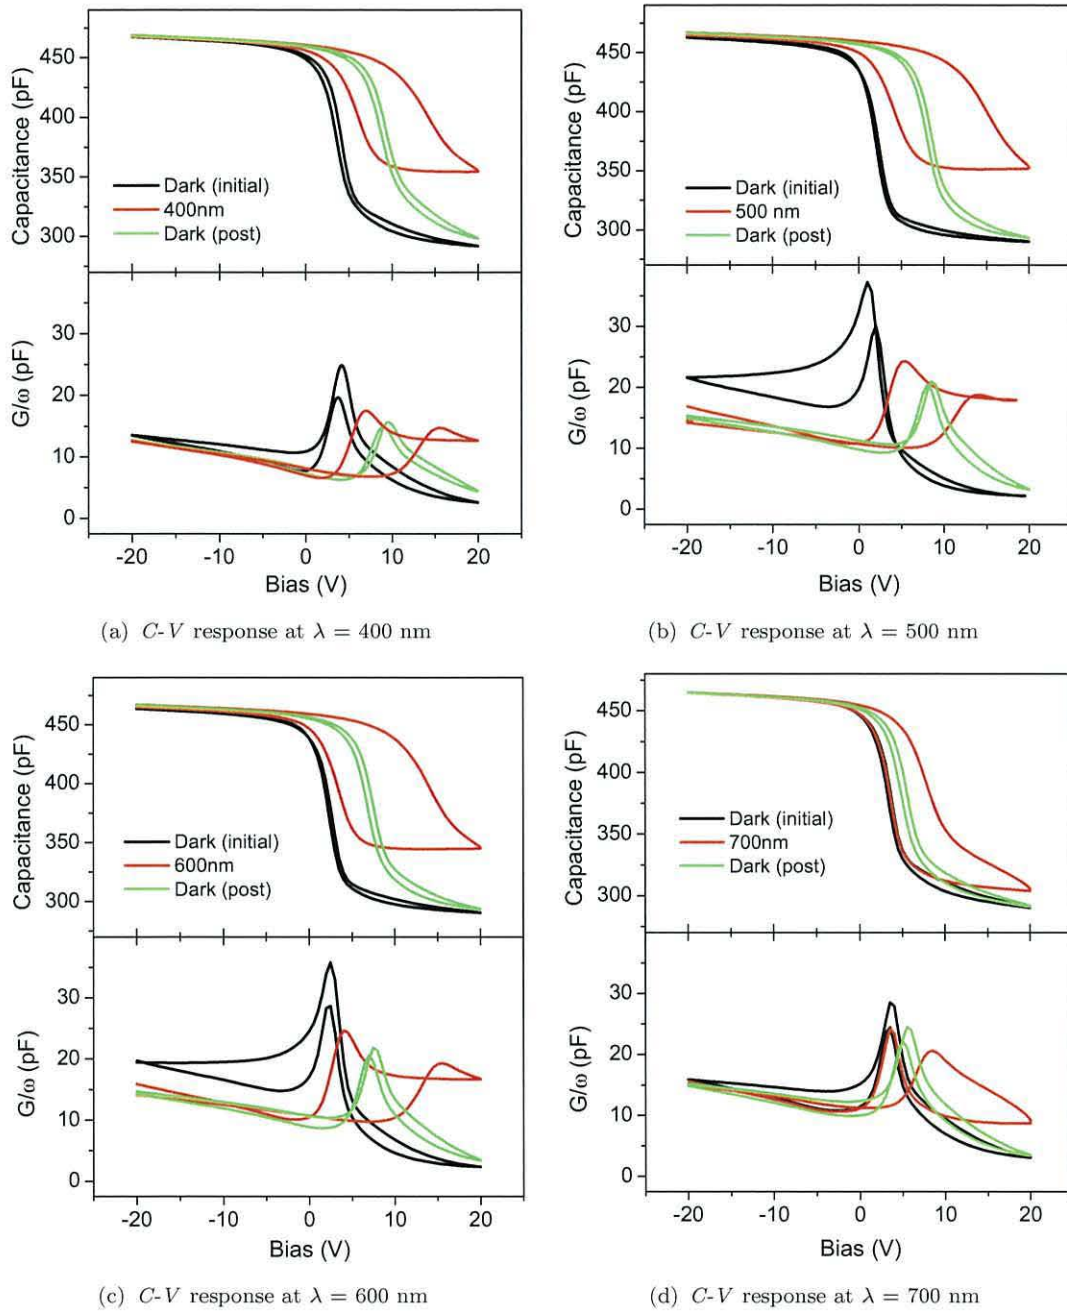 Capacitance (pF)
450
400
350
300
Dark (initial)
400nm
Dark (post)
G/ω (pF)
30
20
10
0
-20 -10 0 10 20
Bias (V)
(a) C-V response at λ = 400 nm
Capacitance (pF)
450
400
350
300
Dark (initial)
500 nm
Dark (post)
G/ω (pF)
30
20
10
0
-20 -10 0 10 20
Bias (V)
(b) C-V response at λ = 500 nm
Capacitance (pF)
450
400
350
300
Dark (initial)
600nm
Dark (post)
G/ω (pF)
30
20
10
0
-20 -10 0 10 20
Bias (V)
(c) C-V response at λ = 600 nm
Capacitance (pF)
450
400
350
300
Dark (initial)
700nm
Dark (post)
G/ω (pF)
30
20
10
0
-20 -10 0 10 20
Bias (V)
(d) C-V response at λ = 700 nm